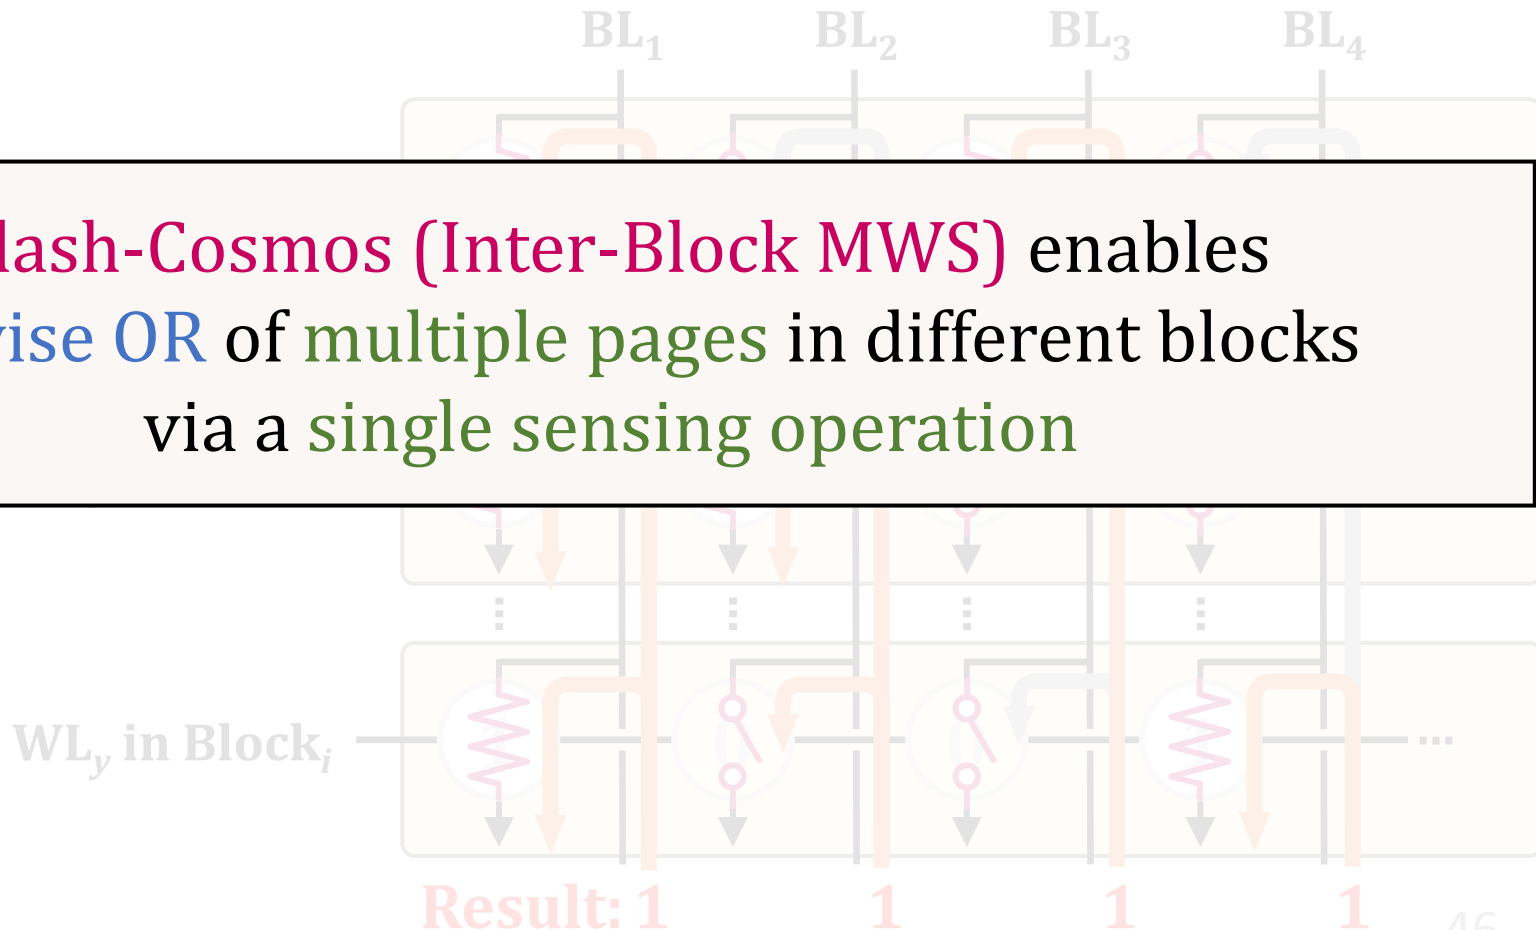 BL1 BL2 BL3 BL4
lash-Cosmos (Inter-Block MWS) enables
ise OR of multiple pages in different blocks
via a single sensing operation
WLy in Blocki
...
Result: 1 1 1 1
46